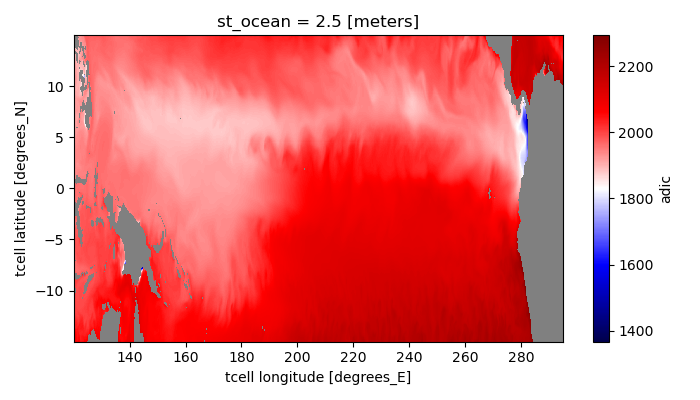 st_ocean = 2.5 [meters]
10
5
0
−5
−10
tcell latitude [degrees_N]
140 160 180 200 220 240 260 280
tcell longitude [degrees_E]
2200
2000
1800
1600
1400
adic